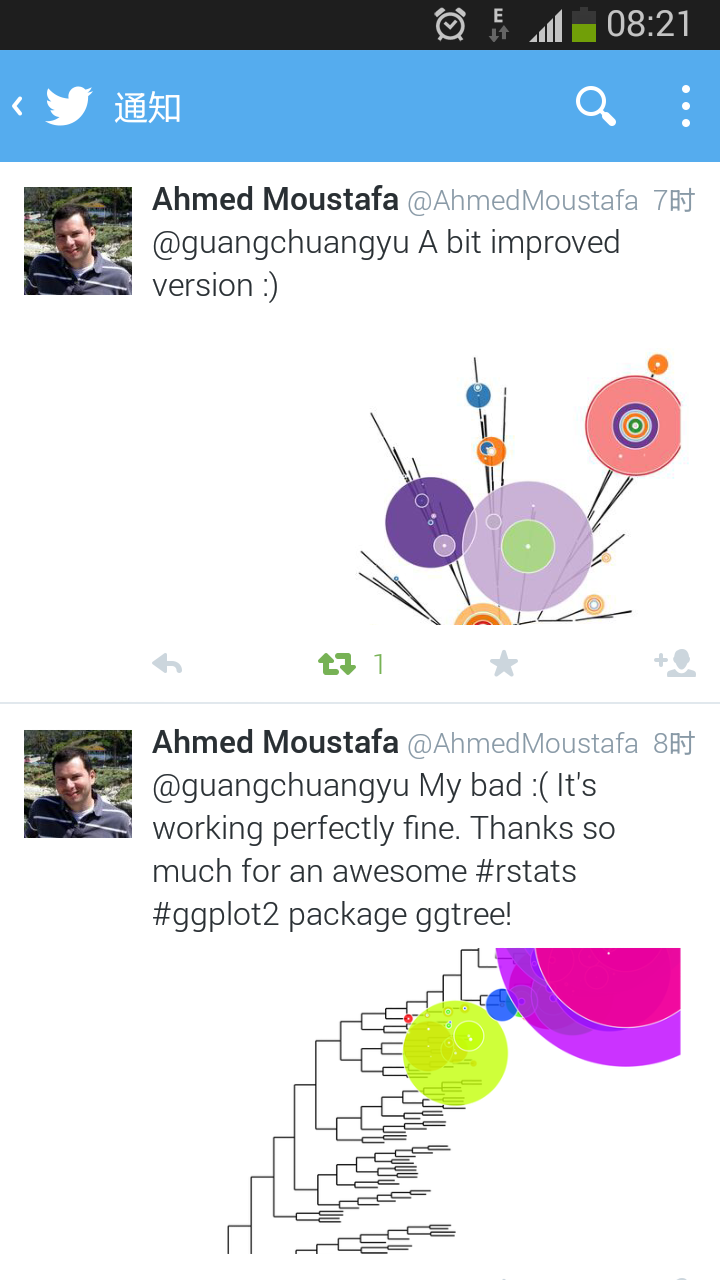 E 08:21
通知
Ahmed Moustafa @AhmedMoustafa 7时
@guangchuangyu A bit improved
version :)
1
Ahmed Moustafa @AhmedMoustafa 8时
@guangchuangyu My bad :( It's
working perfectly fine. Thanks so
much for an awesome #rstats
#ggplot2 package ggtree!